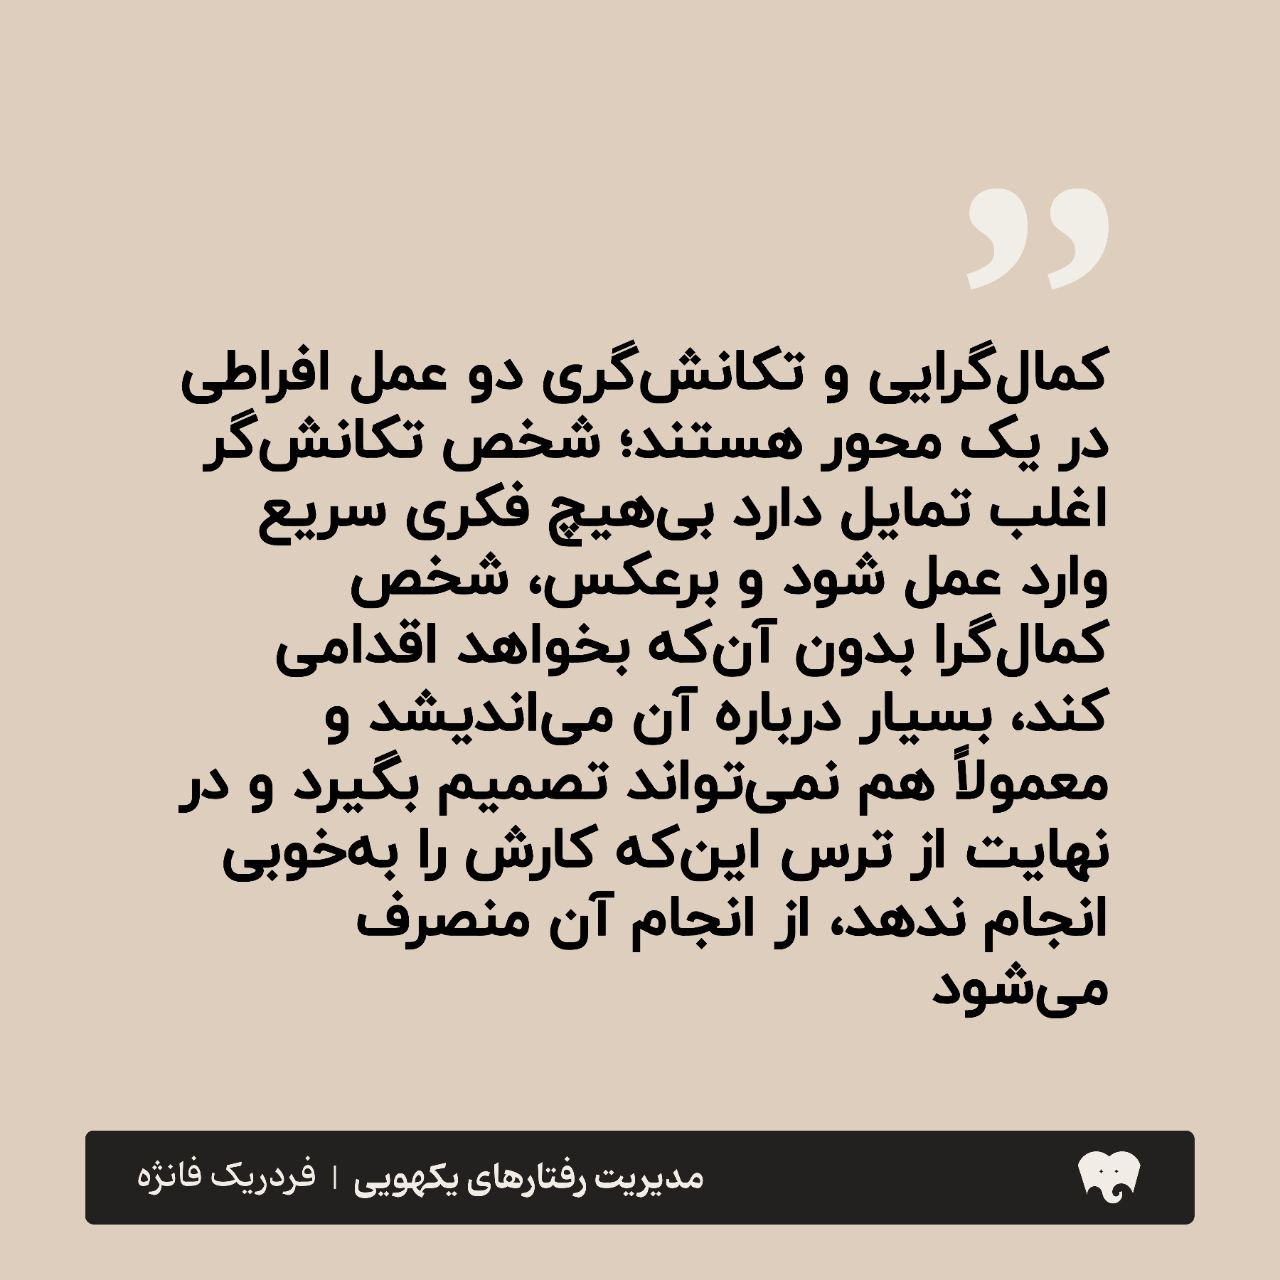 کمال‌گرایی و تکانش‌گری دو عمل افراطی
در یک محور هستند؛ شخص تکانش‌گر
اغلب تمایل دارد بی‌هیچ فکری سریع
وارد عمل شود و برعکس، شخص
کمال‌گرا بدون آن‌که بخواهد اقدامی
کند، بسیار درباره آن می‌اندیشد و
معمولاً هم نمی‌تواند تصمیم بگیرد و در
نهایت از ترس این‌که کارش را به‌خوبی
انجام ندهد، از انجام آن منصرف
می‌شود
مدیریت رفتارهای یکهویی | فردریک فانژه